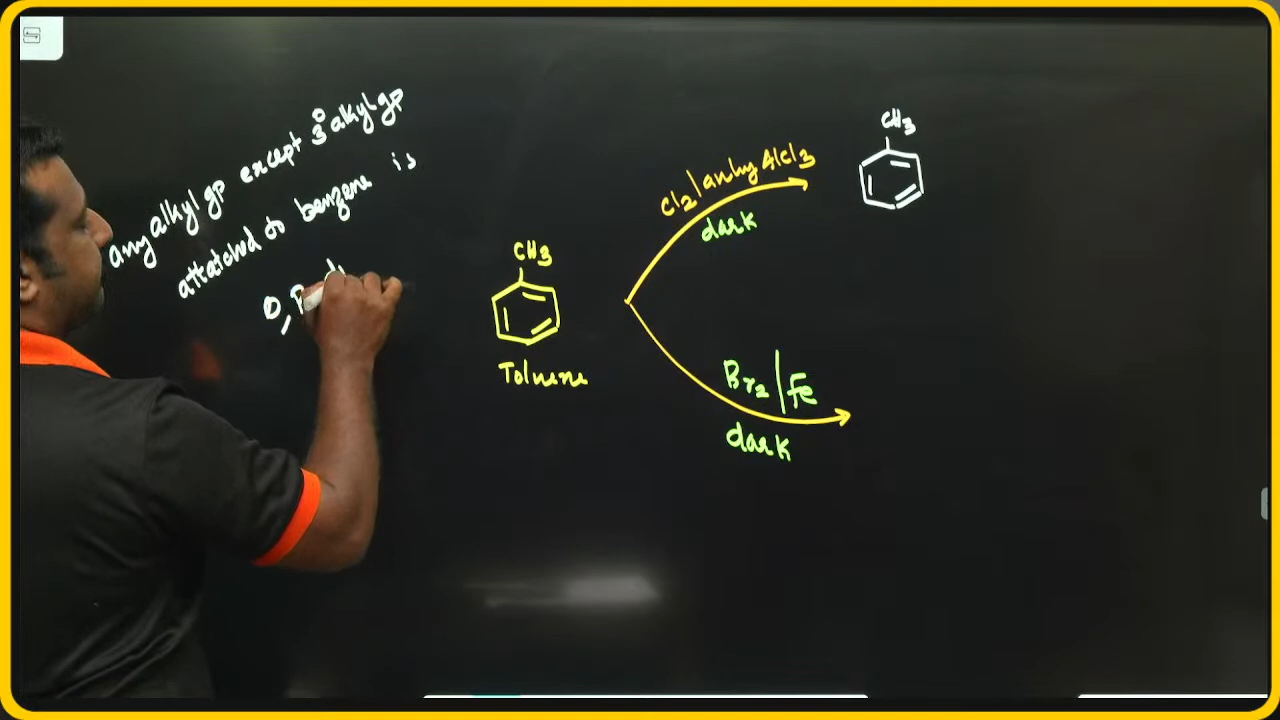 any alkyl gp except 3° alkyl gp
attatched to benzene is
O, P
CH3
Toluene
Cl2/anhy AlCl3
dark
CH3
Br2/Fe
dark